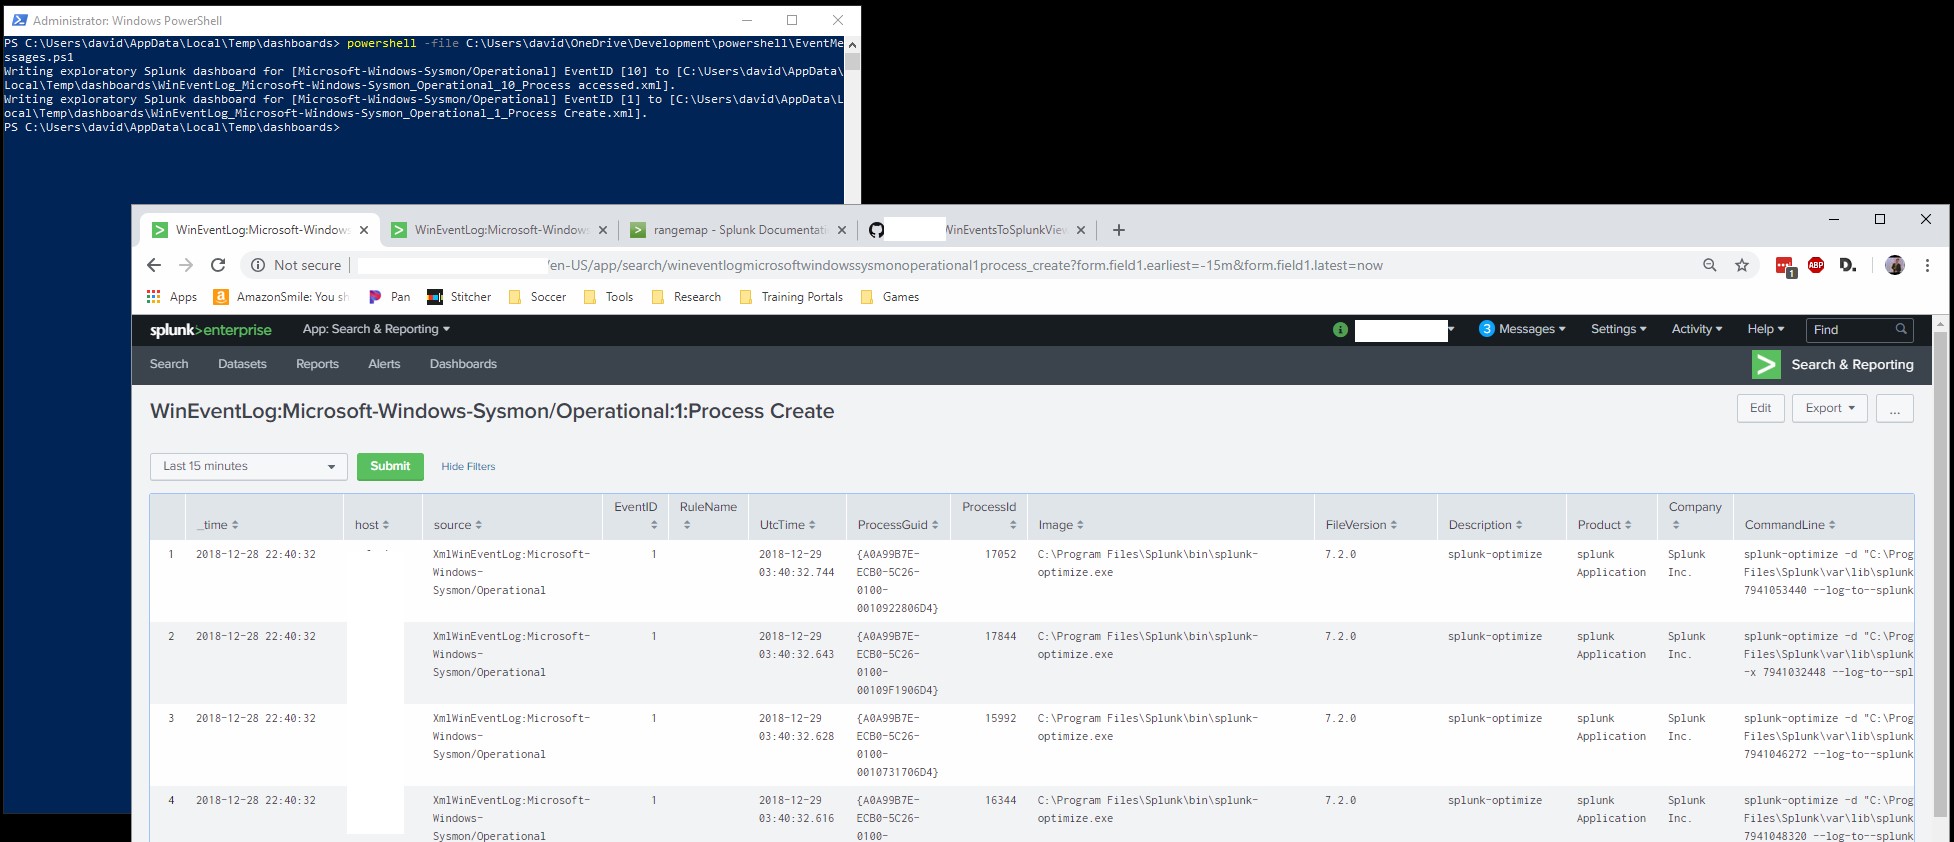 Administrator: Windows PowerShell
PS C:\Users\david\AppData\Local\Temp\dashboards> powershell -file C:\Users\david\OneDrive\Development\powershell\EventMe
ssages.ps1
Writing exploratory Splunk dashboard for [Microsoft-Windows-Sysmon/Operational] EventID [10] to [C:\Users\david\AppData\
Local\Temp\dashboards\WinEventLog_Microsoft-Windows-Sysmon_Operational_10_Process accessed.xml].
Writing exploratory Splunk dashboard for [Microsoft-Windows-Sysmon/Operational] EventID [1] to [C:\Users\david\AppData\L
ocal\Temp\dashboards\WinEventLog_Microsoft-Windows-Sysmon_Operational_1_Process Create.xml].
PS C:\Users\david\AppData\Local\Temp\dashboards>
WinEventLog:Microsoft-Windows WinEventLog:Microsoft-Windows rangemap - Splunk Documentati WinEventsToSplunkView
Not secure /en-US/app/search/wineventlogmicrosoftwindowssysmonoperational1process_create?form.field1.earliest=-15m&form.field1.latest=now 1 ABP D.
Apps AmazonSmile: You sh Pan Stitcher Soccer Tools Research Training Portals Games
splunk>enterprise App: Search & Reporting 3 Messages Settings Activity Help Find
Search Datasets Reports Alerts Dashboards Search & Reporting
WinEventLog:Microsoft-Windows-Sysmon/Operational:1:Process Create Edit Export ...
Last 15 minutes Submit Hide Filters
_time host source EventID RuleName UtcTime ProcessGuid ProcessId Image FileVersion Description Product Company CommandLine
1 2018-12-28 22:40:32 XmlWinEventLog:Microsoft- 1 2018-12-29 {A0A99B7E- 17052 C:\Program Files\Splunk\bin\splunk- 7.2.0 splunk-optimize splunk Splunk splunk-optimize -d "C:\Prog
Windows- 03:40:32.744 ECB0-5C26- optimize.exe Application Inc. Files\Splunk\var\lib\splunk
Sysmon/Operational 0100- 7941053440 --log-to--splunk
0010922806D4}
2 2018-12-28 22:40:32 XmlWinEventLog:Microsoft- 1 2018-12-29 {A0A99B7E- 17844 C:\Program Files\Splunk\bin\splunk- 7.2.0 splunk-optimize splunk Splunk splunk-optimize -d "C:\Prog
Windows- 03:40:32.643 ECB0-5C26- optimize.exe Application Inc. Files\Splunk\var\lib\splunk
Sysmon/Operational 0100- -x 7941032448 --log-to--spl
00109F1906D4}
3 2018-12-28 22:40:32 XmlWinEventLog:Microsoft- 1 2018-12-29 {A0A99B7E- 15992 C:\Program Files\Splunk\bin\splunk- 7.2.0 splunk-optimize splunk Splunk splunk-optimize -d "C:\Prog
Windows- 03:40:32.628 ECB0-5C26- optimize.exe Application Inc. Files\Splunk\var\lib\splunk
Sysmon/Operational 0100- 7941046272 --log-to--splunk
0010731706D4}
4 2018-12-28 22:40:32 XmlWinEventLog:Microsoft- 1 2018-12-29 {A0A99B7E- 16344 C:\Program Files\Splunk\bin\splunk- 7.2.0 splunk-optimize splunk Splunk splunk-optimize -d "C:\Prog
Windows- 03:40:32.616 ECB0-5C26- optimize.exe Application Inc. Files\Splunk\var\lib\splunk
Sysmon/Operational 0100- 7941048320 --log-to--splunk